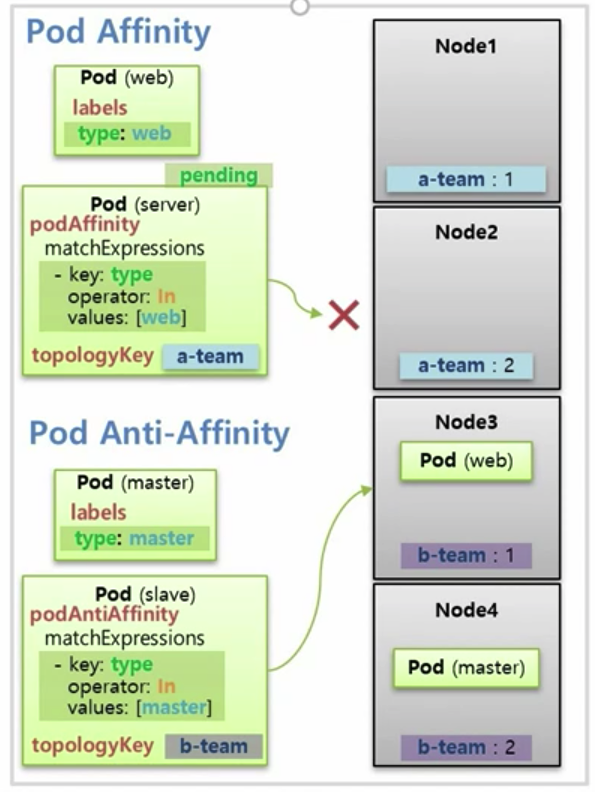 Pod Affinity
Pod (web)
labels
type: web
pending
Pod (server)
podAffinity
matchExpressions
- key: type
operator: In
values: [web]
topologyKey a-team
Pod Anti-Affinity
Pod (master)
labels
type: master
Pod (slave)
podAntiAffinity
matchExpressions
- key: type
operator: In
values: [master]
topologyKey b-team
Node1
a-team : 1
Node2
a-team : 2
Node3
Pod (web)
b-team : 1
Node4
Pod (master)
b-team : 2